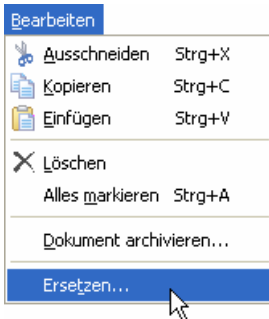 Bearbeiten
Ausschneiden Strg+X
Kopieren Strg+C
Einfügen Strg+V
Löschen
Alles markieren Strg+A
Dokument archivieren...
Ersetzen...